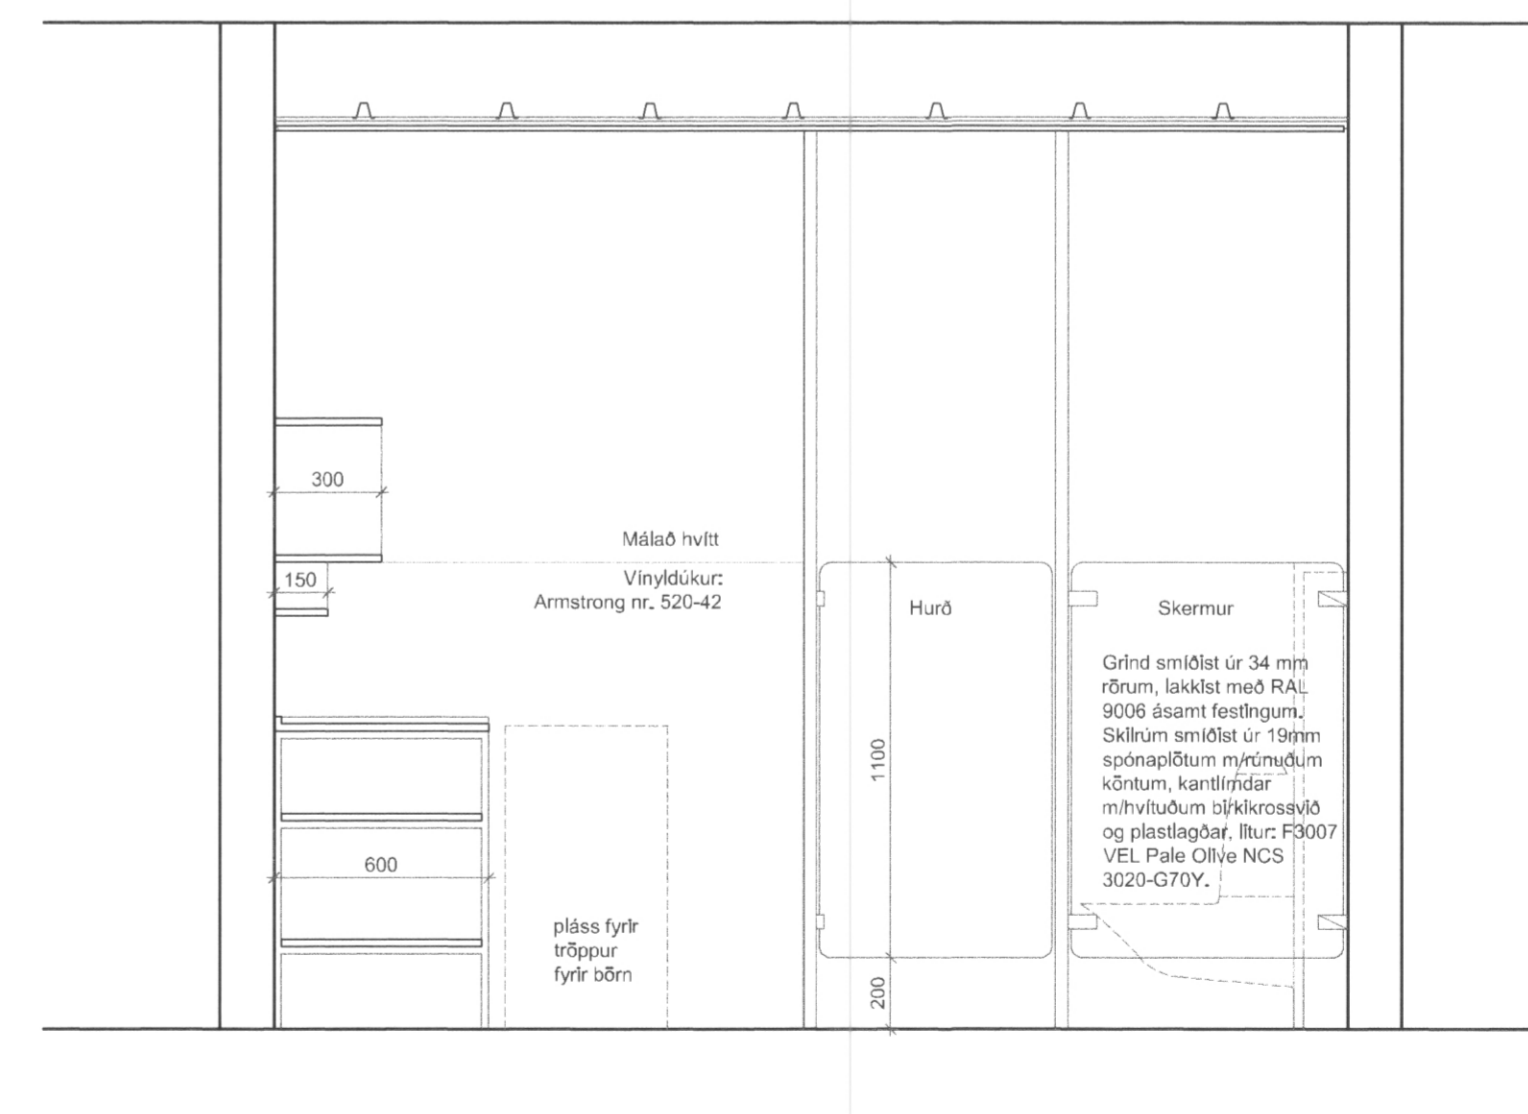 300
Málað hvítt
150
Vínyldúkur:
Armstrong nr. 520-42
Hurð
Skermur
Grind smíðist úr 34 mm
rörum, lakkist með RAL
9006 ásamt festingum.
Skilrúm smíðist úr 19mm
spónaplötum m/rúnuðum
köntum, kantlímdar
m/hvítuðum birkikrossvið
og plastlagðar, litur: F3007
VEL Pale Olive NCS
3020-G70Y.
1100
600
pláss fyrir
tröppur
fyrir börn
200